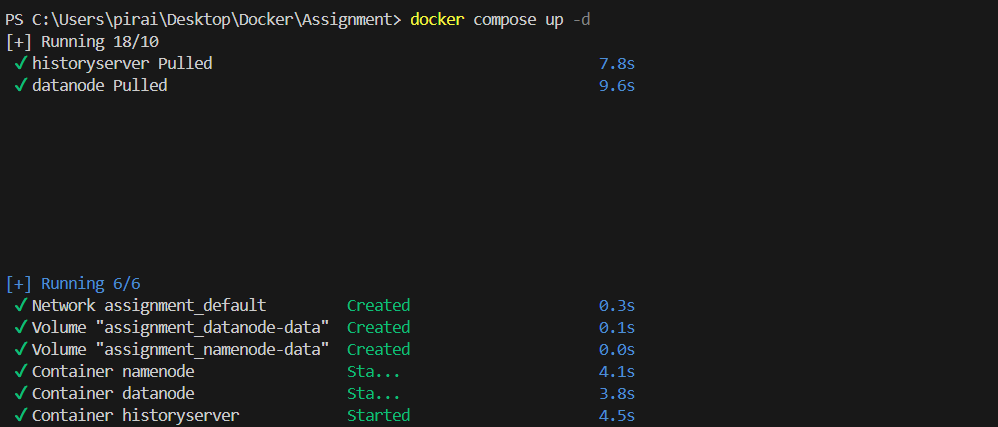 PS C:\Users\pirai\Desktop\Docker\Assignment> docker compose up -d
[+] Running 18/10
✓ historyserver Pulled 7.8s
✓ datanode Pulled 9.6s
[+] Running 6/6
✓ Network assignment_default Created 0.3s
✓ Volume "assignment_datanode-data" Created 0.1s
✓ Volume "assignment_namenode-data" Created 0.0s
✓ Container namenode Sta... 4.1s
✓ Container datanode Sta... 3.8s
✓ Container historyserver Started 4.5s